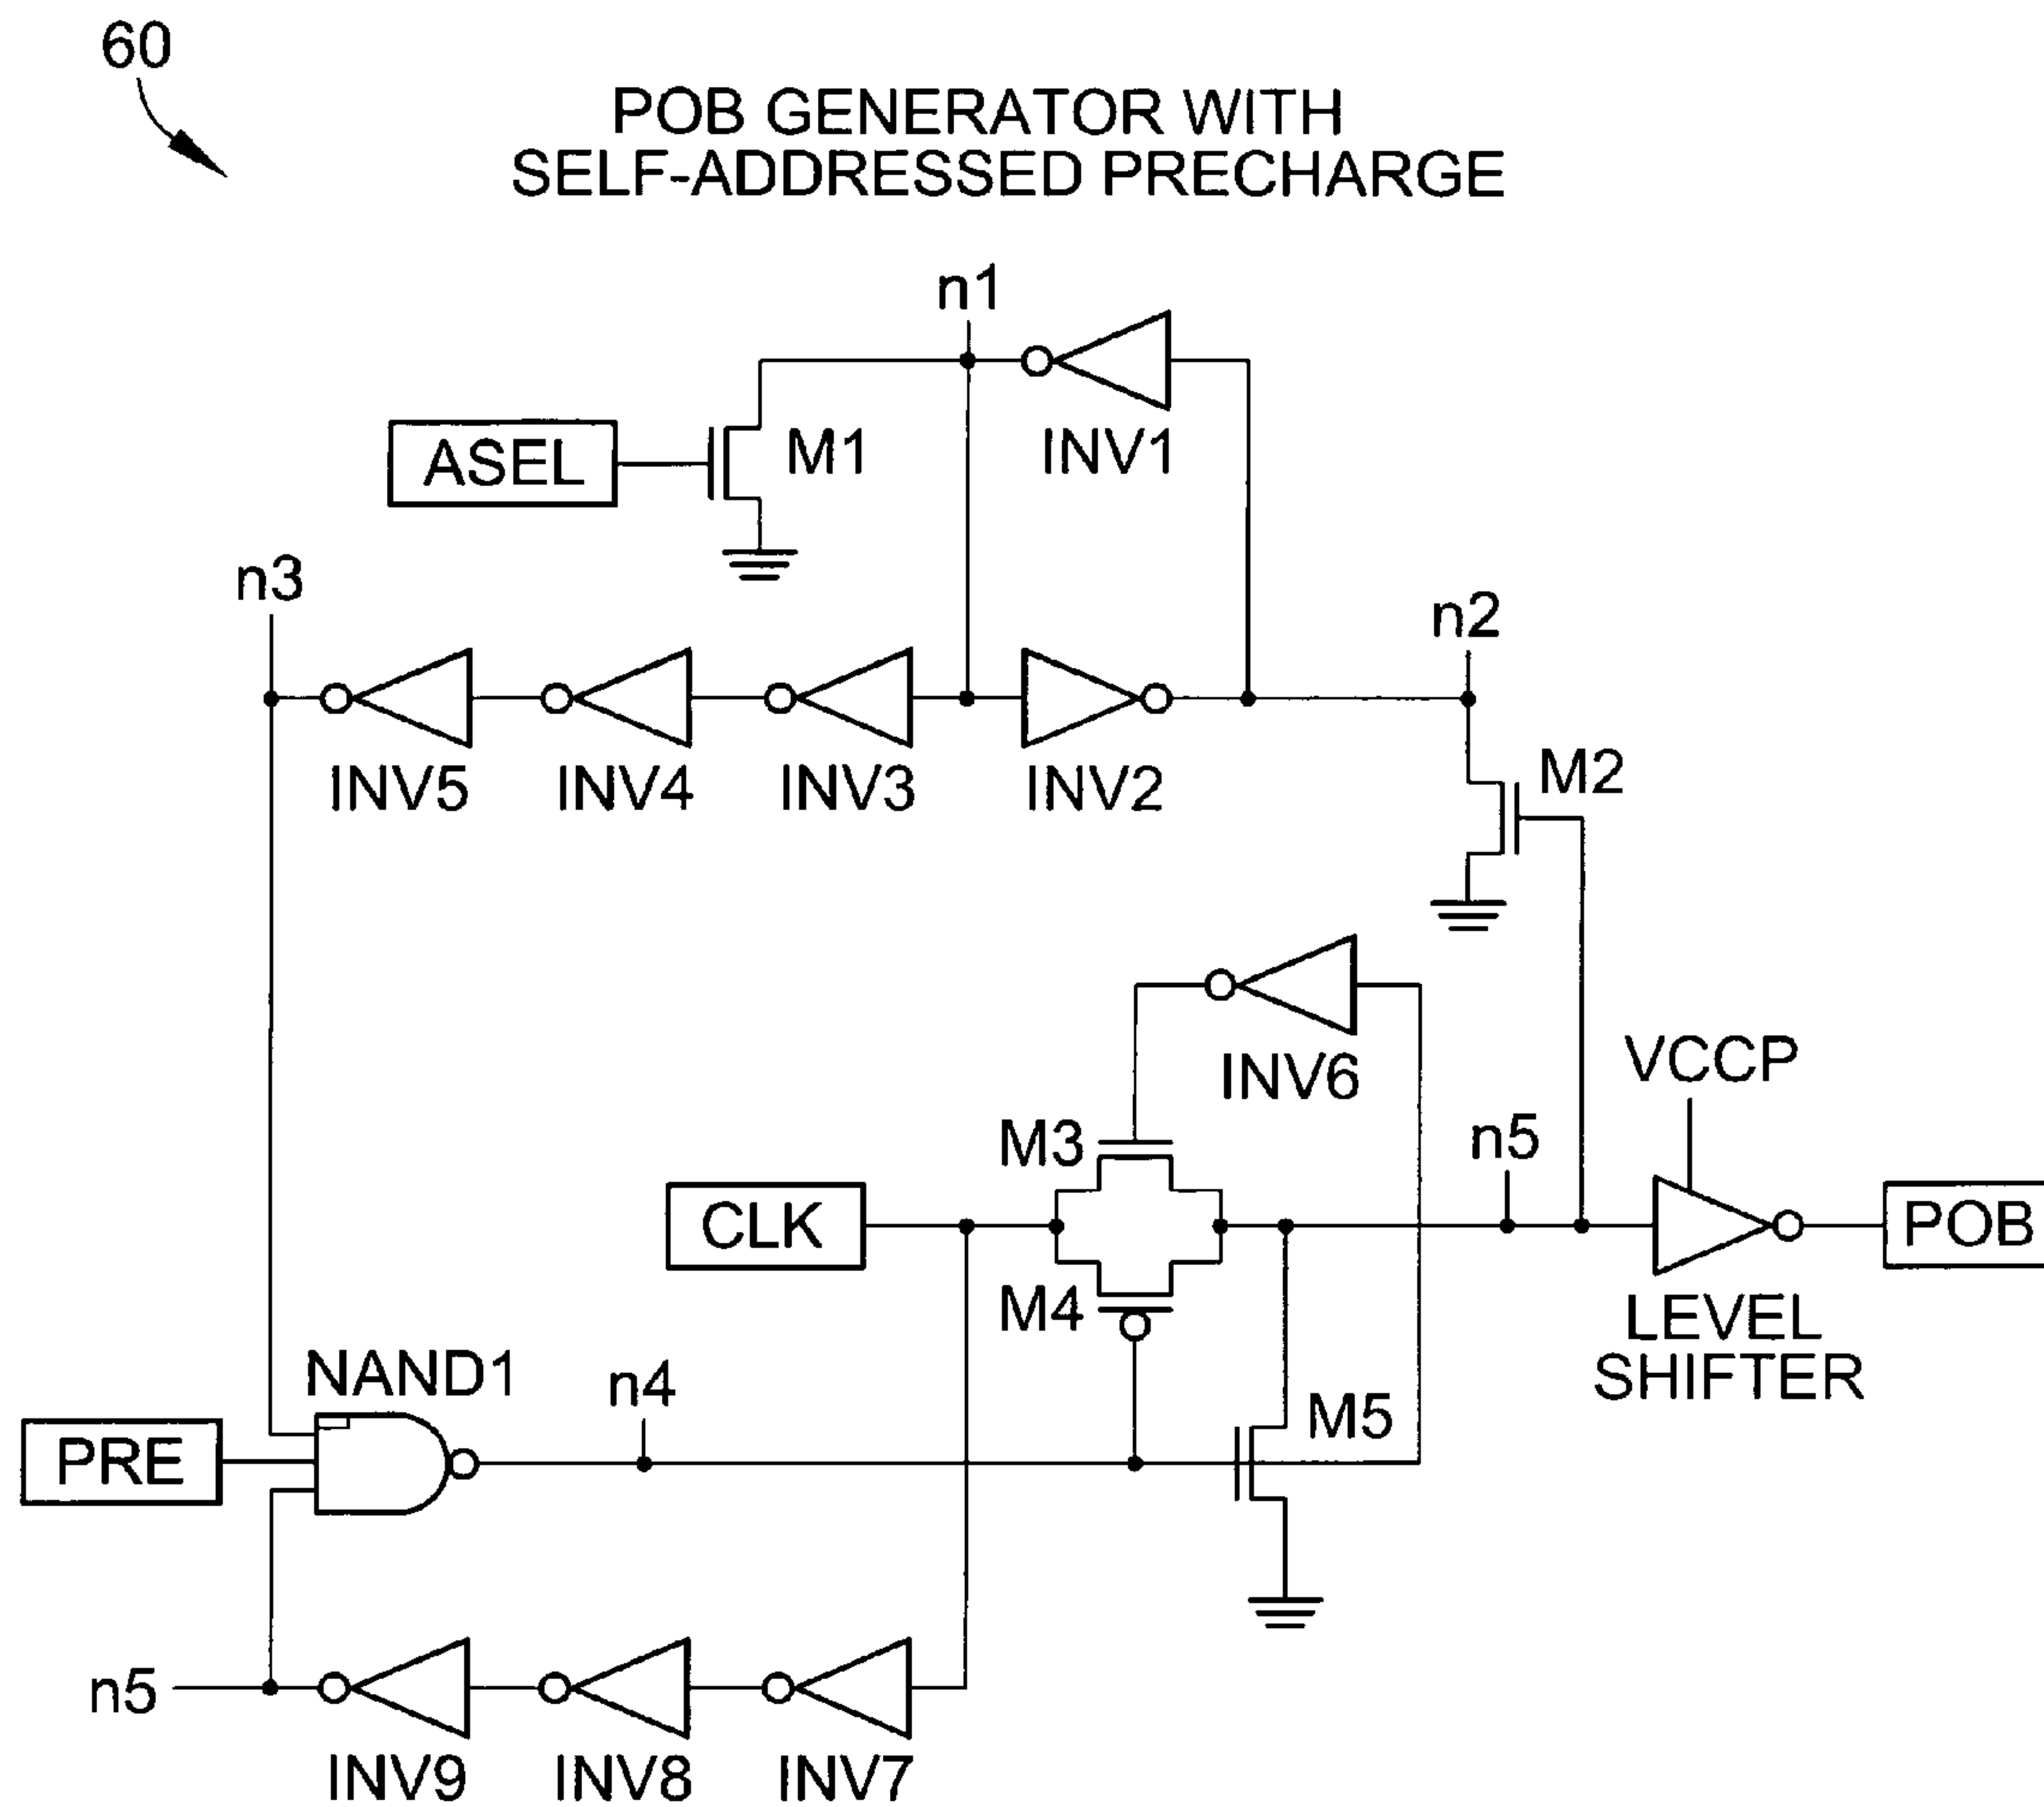 60
POB GENERATOR WITH
SELF-ADDRESSED PRECHARGE
n1
ASEL
M1
INV1
n3
n2
INV5
INV4
INV3
INV2
M2
INV6
VCCP
M3
n5
CLK
POB
M4
LEVEL
SHIFTER
NAND1
n4
M5
PRE
n5
INV9
INV8
INV7